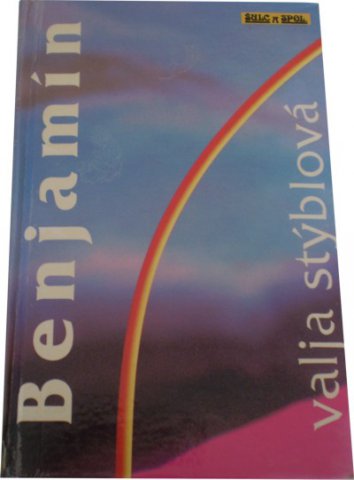 ŠULC A SPOL.
Benjamín
valja stýblová